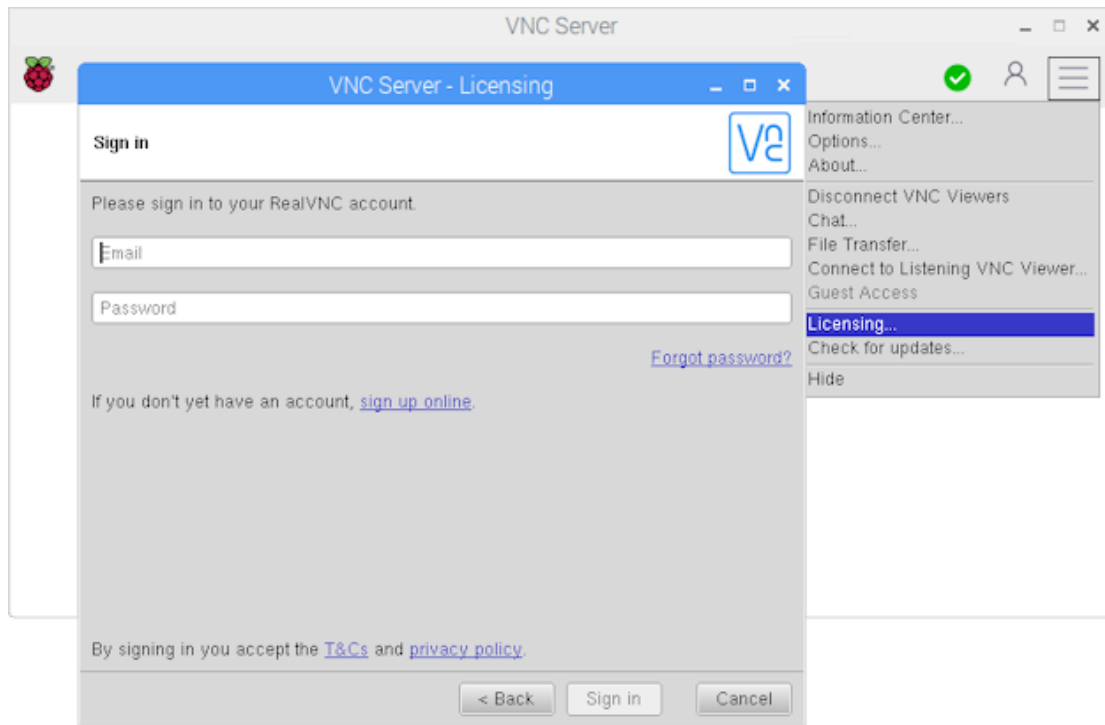 VNC Server
VNC Server - Licensing
Sign in
Vnc
Please sign in to your RealVNC account.
Email
Password
Forgot password?
If you don't yet have an account, sign up online.
By signing in you accept the T&Cs and privacy policy.
< Back
Sign in
Cancel
Information Center...
Options...
About...
Disconnect VNC Viewers
Chat...
File Transfer...
Connect to Listening VNC Viewer...
Guest Access
Licensing...
Check for updates...
Hide